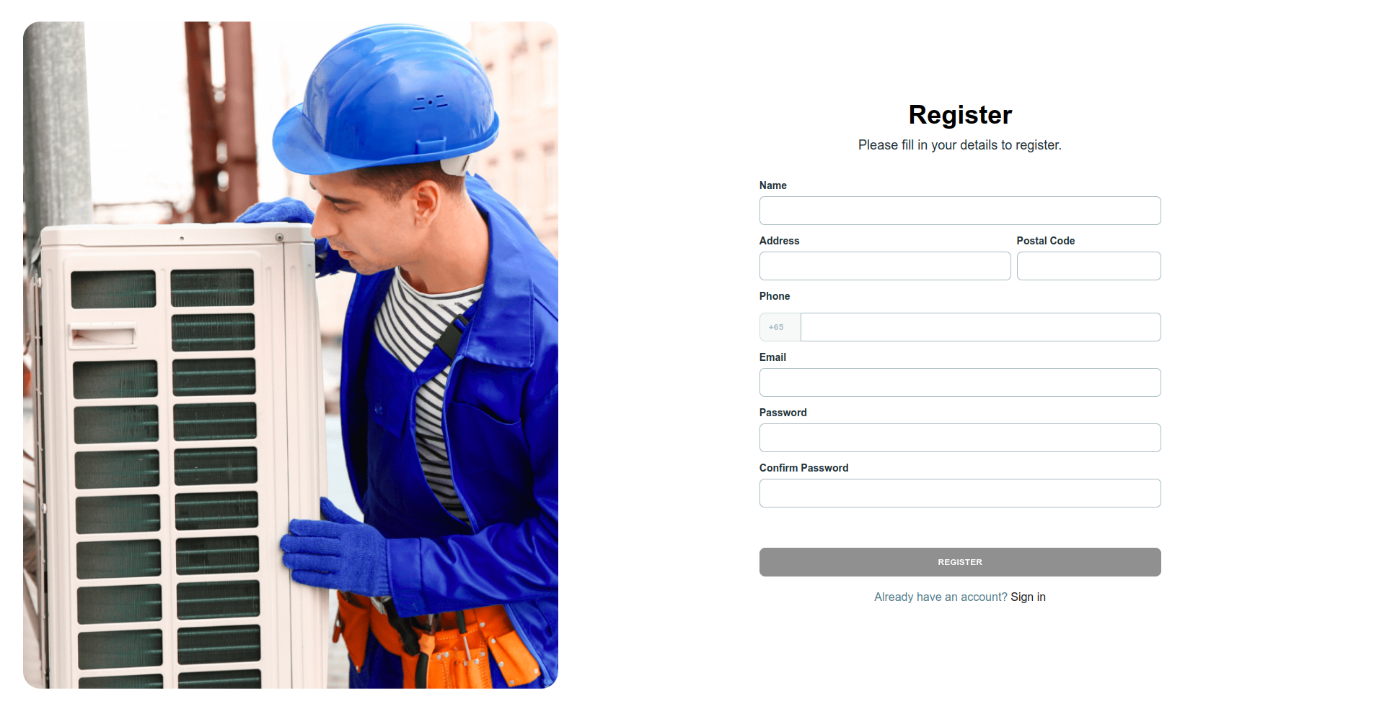 Register
Please fill in your details to register.
Name
Address Postal Code
Phone
+65
Email
Password
Confirm Password
REGISTER
Already have an account? Sign in